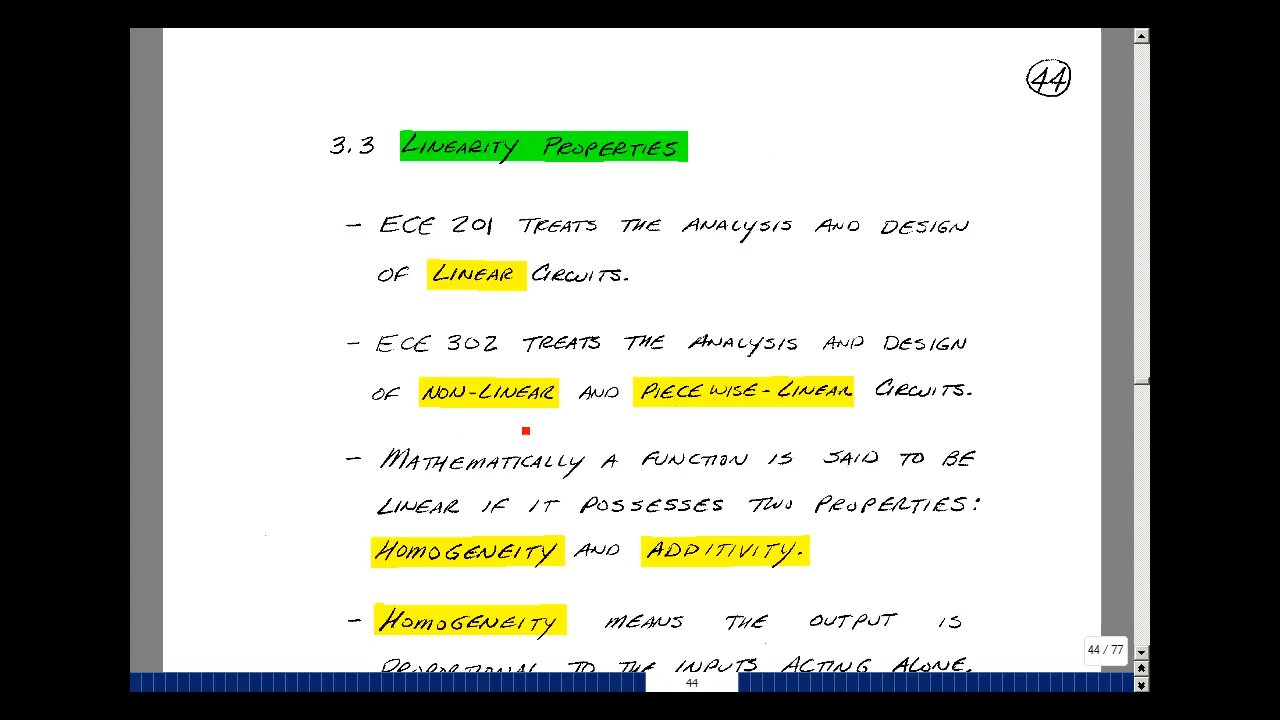 44
3.3 LINEARITY PROPERTIES
- ECE 201 TREATS THE ANALYSIS AND DESIGN
OF LINEAR CIRCUITS.
- ECE 302 TREATS THE ANALYSIS AND DESIGN
OF NON-LINEAR AND PIECEWISE-LINEAR CIRCUITS.
- MATHEMATICALLY A FUNCTION IS SAID TO BE
LINEAR IF IT POSSESSES TWO PROPERTIES:
HOMOGENEITY AND ADDITIVITY.
- HOMOGENEITY MEANS THE OUTPUT IS
PROPORTIONAL TO THE INPUTS ACTING ALONE.
44 / 77
44